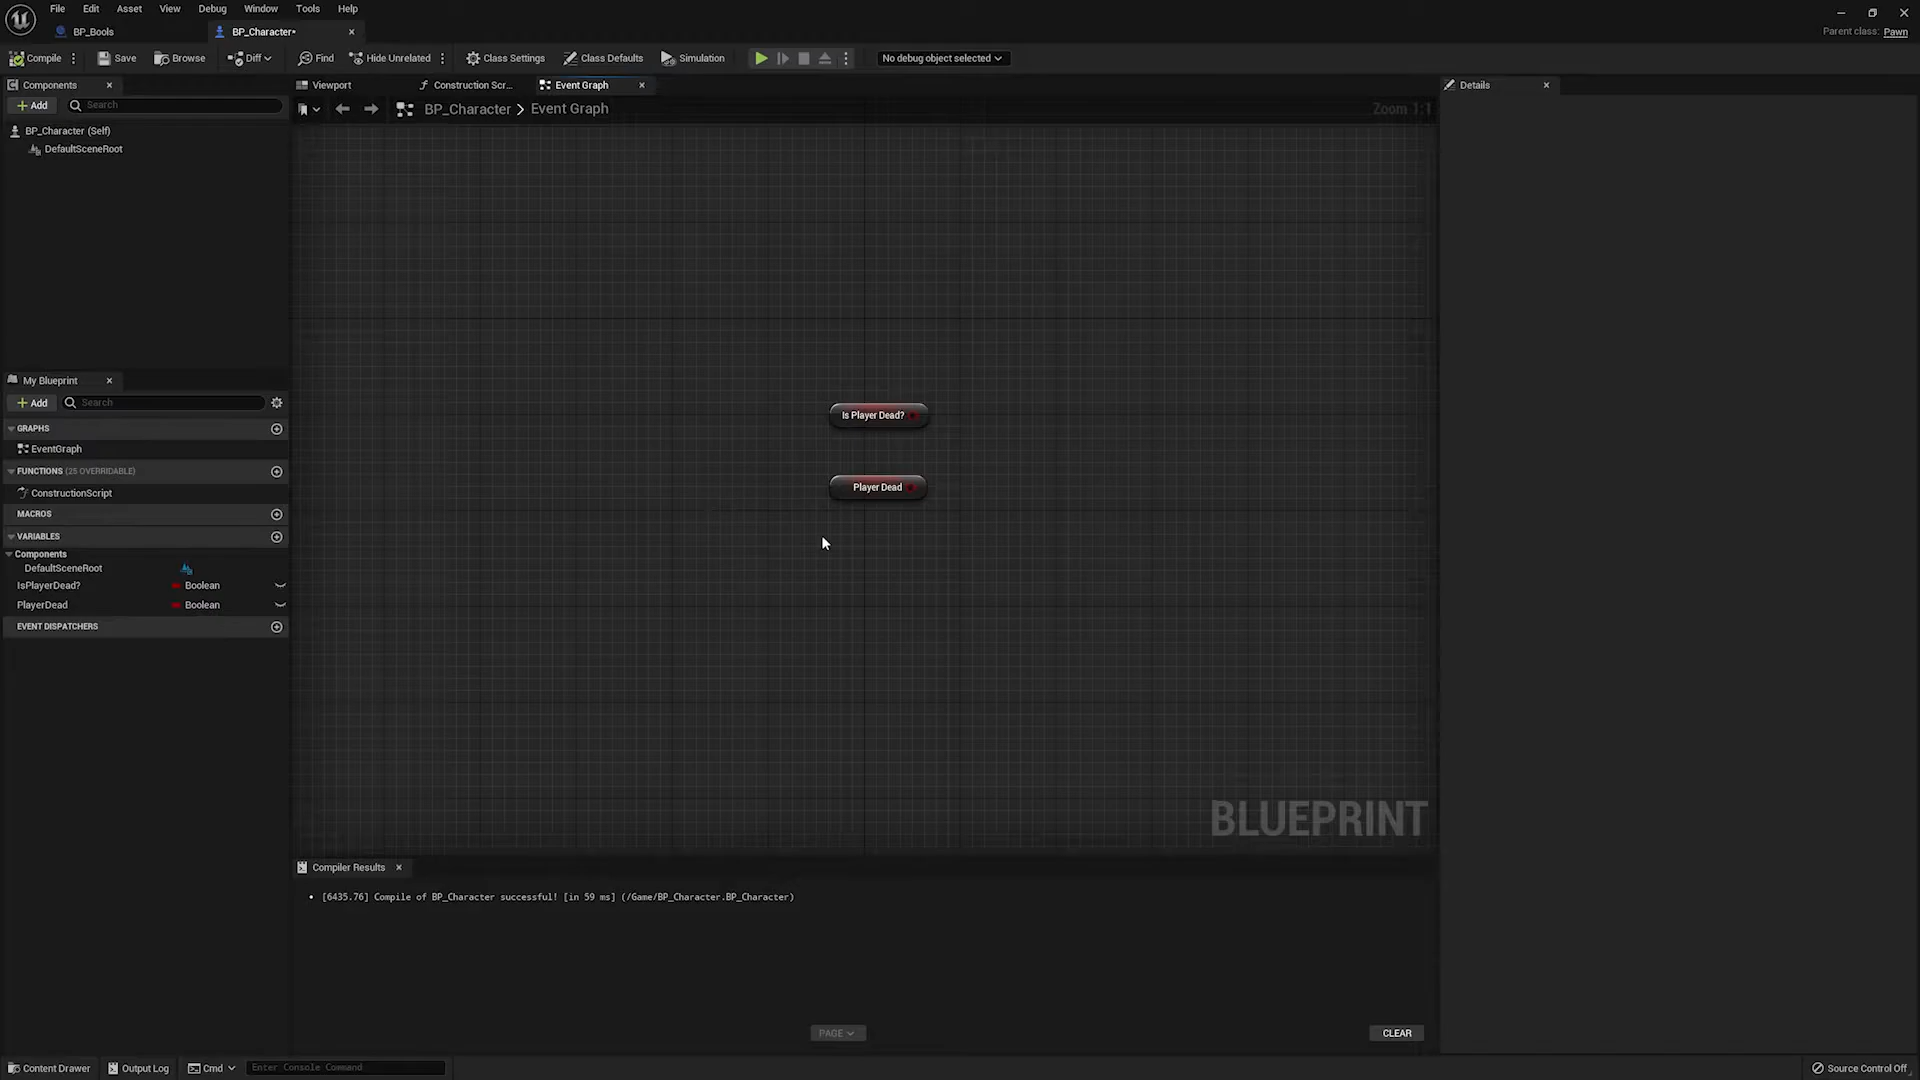 File Edit Asset View Debug Window Tools Help
BP_Bools BP_Character*
Parent class: Pawn
Compile Save Browse Diff Find Hide Unrelated Class Settings Class Defaults Simulation No debug object selected
Components
Viewport Construction Scr... Event Graph
Details
Add Search
BP_Character > Event Graph
Zoom 1:1
BP_Character (Self)
DefaultSceneRoot
My Blueprint
Add Search
GRAPHS
EventGraph
FUNCTIONS (25 OVERRIDABLE)
ConstructionScript
MACROS
VARIABLES
Components
DefaultSceneRoot
IsPlayerDead? Boolean
PlayerDead Boolean
EVENT DISPATCHERS
Is Player Dead?
Player Dead
BLUEPRINT
Compiler Results
• [6435.76] Compile of BP_Character successful! [in 59 ms] (/Game/BP_Character.BP_Character)
PAGE
CLEAR
Content Drawer Output Log Cmd Enter Console Command
Source Control Off